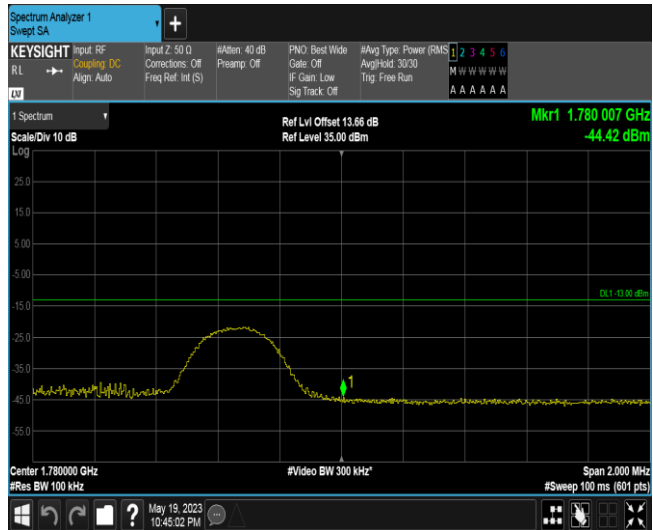 Spectrum Analyzer 1
Swept SA
+
KEYSIGHT
RL
LXI
Input: RF
Coupling: DC
Align: Auto
Input Z: 50 Ω
Corrections: Off
Freq Ref: Int (S)
#Atten: 40 dB
Preamp: Off
PNO: Best Wide
Gate: Off
IF Gain: Low
Sig Track: Off
#Avg Type: Power (RMS
Avg|Hold: 30/30
Trig: Free Run
1 2 3 4 5 6
M W W W W W
A A A A A A
1 Spectrum
Scale/Div 10 dB
Ref Lvl Offset 13.66 dB
Ref Level 35.00 dBm
Mkr1 1.780 007 GHz
-44.42 dBm
Log
25.0
15.0
5.00
-5.00
DL1 -13.00 dBm
-15.0
-25.0
-35.0
1
-45.0
-55.0
Center 1.780000 GHz
#Video BW 300 kHz*
Span 2.000 MHz
#Res BW 100 kHz
#Sweep 100 ms (601 pts)
?
May 19, 2023
10:45:02 PM